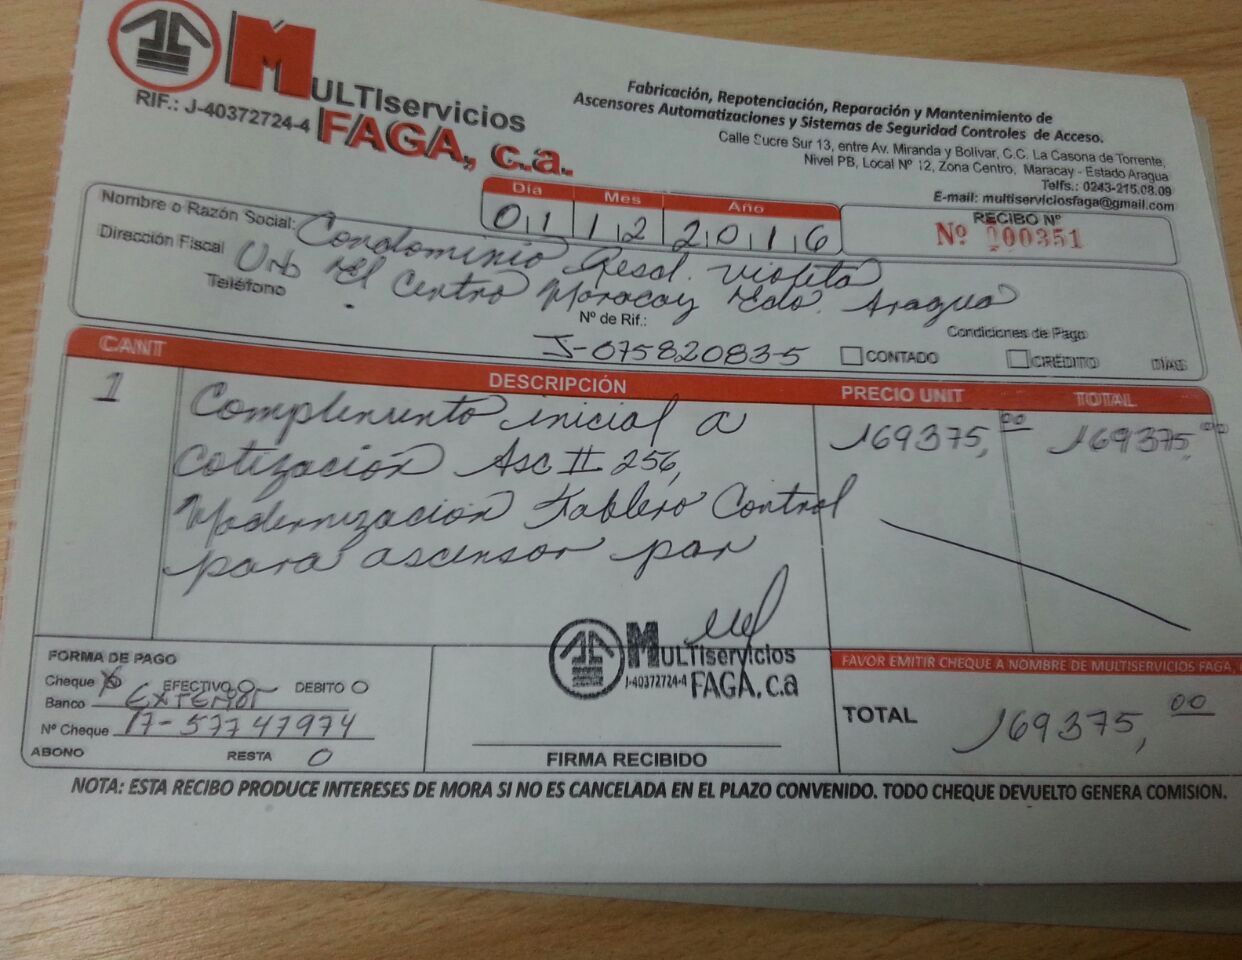 MULTIservicios
RIF.: J-40372724-4 FAGA, c.a.
Fabricación, Repotenciación, Reparación y Mantenimiento de
Ascensores Automatizaciones y Sistemas de Seguridad Controles de Acceso.
Calle Sucre Sur 13, entre Av. Miranda y Bolivar, C.C. La Casona de Torrente,
Nivel PB, Local Nº 12, Zona Centro, Maracay - Estado Aragua
Telfs.: 0243-215.08.09
E-mail: multiserviciosfaga@gmail.com
Día Mes Año
01 12 2016
RECIBO Nº
Nº 000351
Nombre o Razón Social: Condominio Resd. Violeta
Dirección Fiscal Urb El Centro Maracay Edo. Aragua
Teléfono
Nº de Rif.: J-07582083-5
Condiciones de Pago
CONTADO CRÉDITO DÍAS
CANT DESCRIPCIÓN PRECIO UNIT TOTAL
1 Complemento inicial a 169375,00 169375,00
cotización Asc II 256,
Modernización Tablero Control
para ascensor par
FORMA DE PAGO
Cheque X EFECTIVO DEBITO
Banco Exterior
Nº Cheque 17-57747974
ABONO RESTA 0
MULTIservicios
J-40372724-4 FAGA, c.a
FIRMA RECIBIDO
FAVOR EMITIR CHEQUE A NOMBRE DE MULTISERVICIOS FAGA,
TOTAL 169375,00
NOTA: ESTA RECIBO PRODUCE INTERESES DE MORA SI NO ES CANCELADA EN EL PLAZO CONVENIDO. TODO CHEQUE DEVUELTO GENERA COMISION.